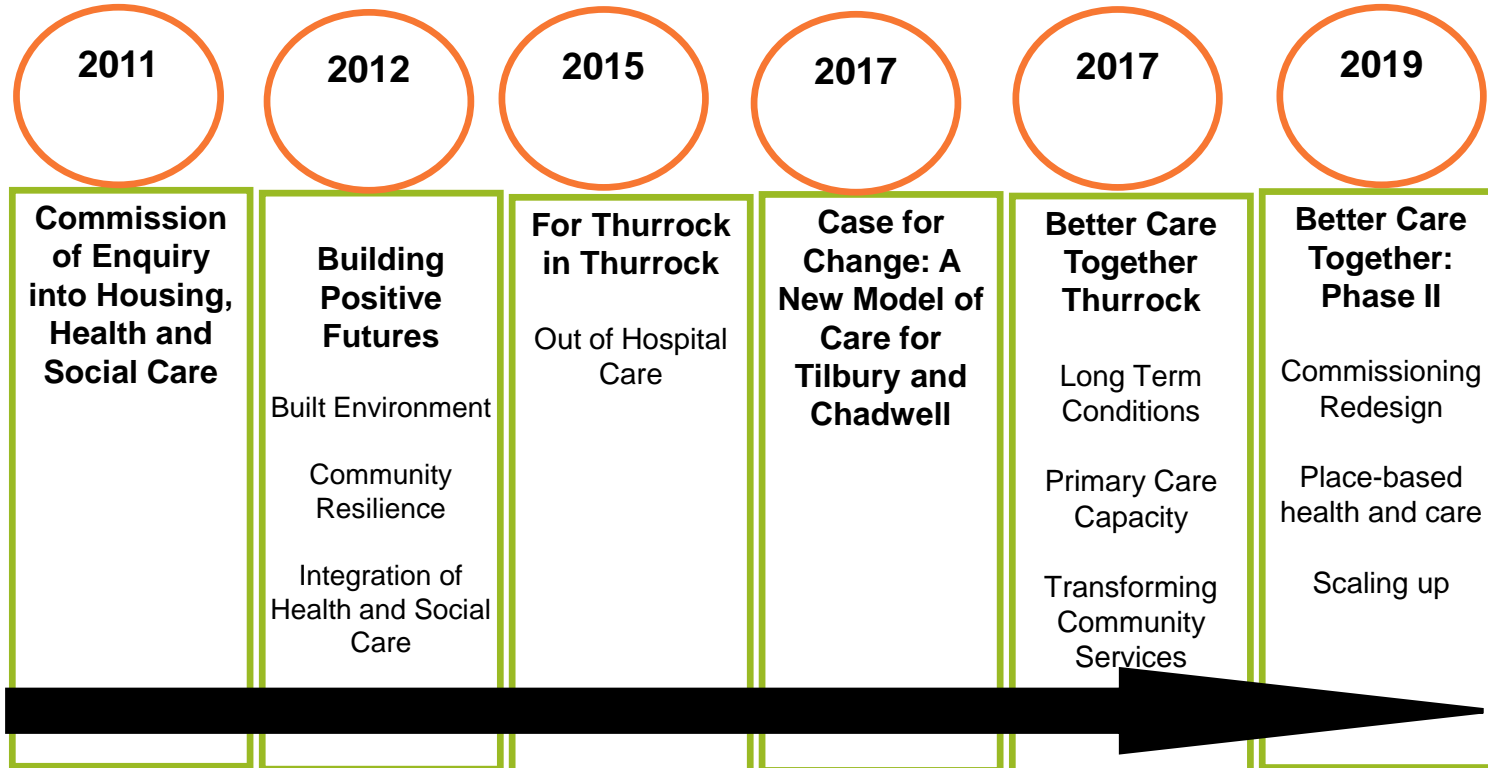 2011
Commission
of Enquiry
into Housing,
Health and
Social Care
2012
Building
Positive
Futures
Built Environment
Community
Resilience
Integration of
Health and Social
Care
2015
For Thurrock
in Thurrock
Out of Hospital
Care
2017
Case for
Change: A
New Model of
Care for
Tilbury and
Chadwell
2017
Better Care
Together
Thurrock
Long Term
Conditions
Primary Care
Capacity
Transforming
Community
Services
2019
Better Care
Together:
Phase II
Commissioning
Redesign
Place-based
health and care
Scaling up